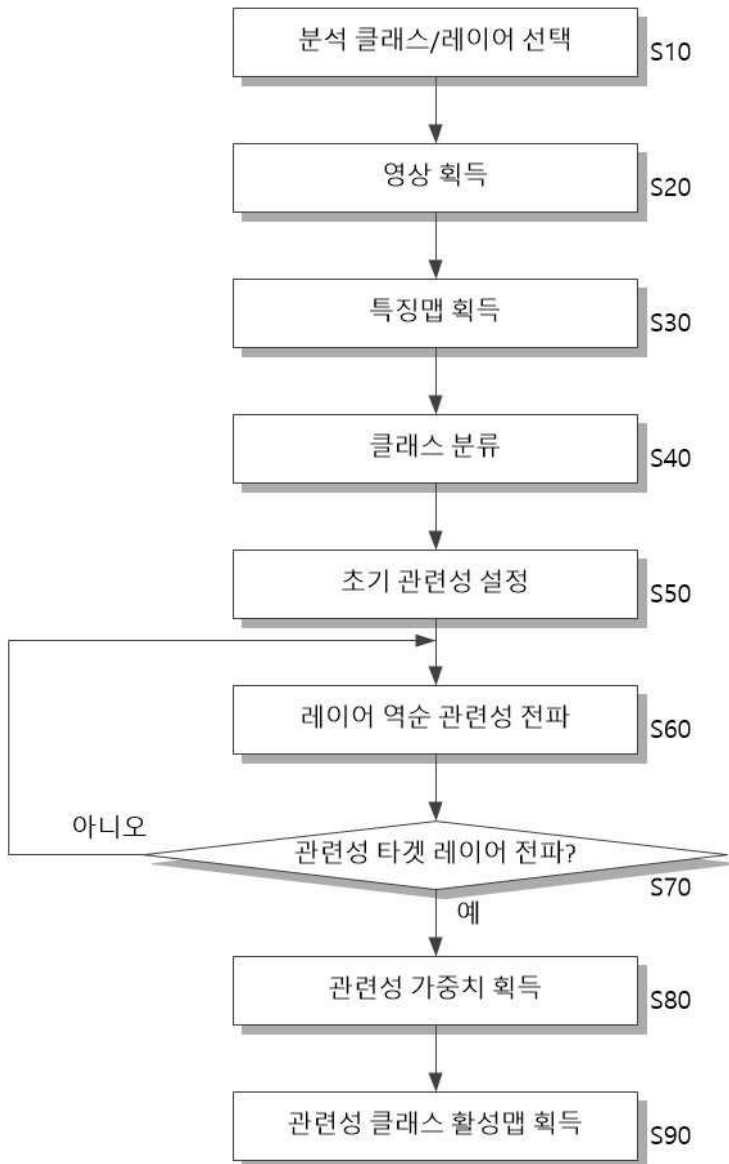 분석 클래스/레이어 선택
S10
영상 획득
S20
특징맵 획득
S30
클래스 분류
S40
초기 관련성 설정
S50
레이어 역순 관련성 전파
S60
아니오
관련성 타겟 레이어 전파?
S70
예
관련성 가중치 획득
S80
관련성 클래스 활성맵 획득
S90